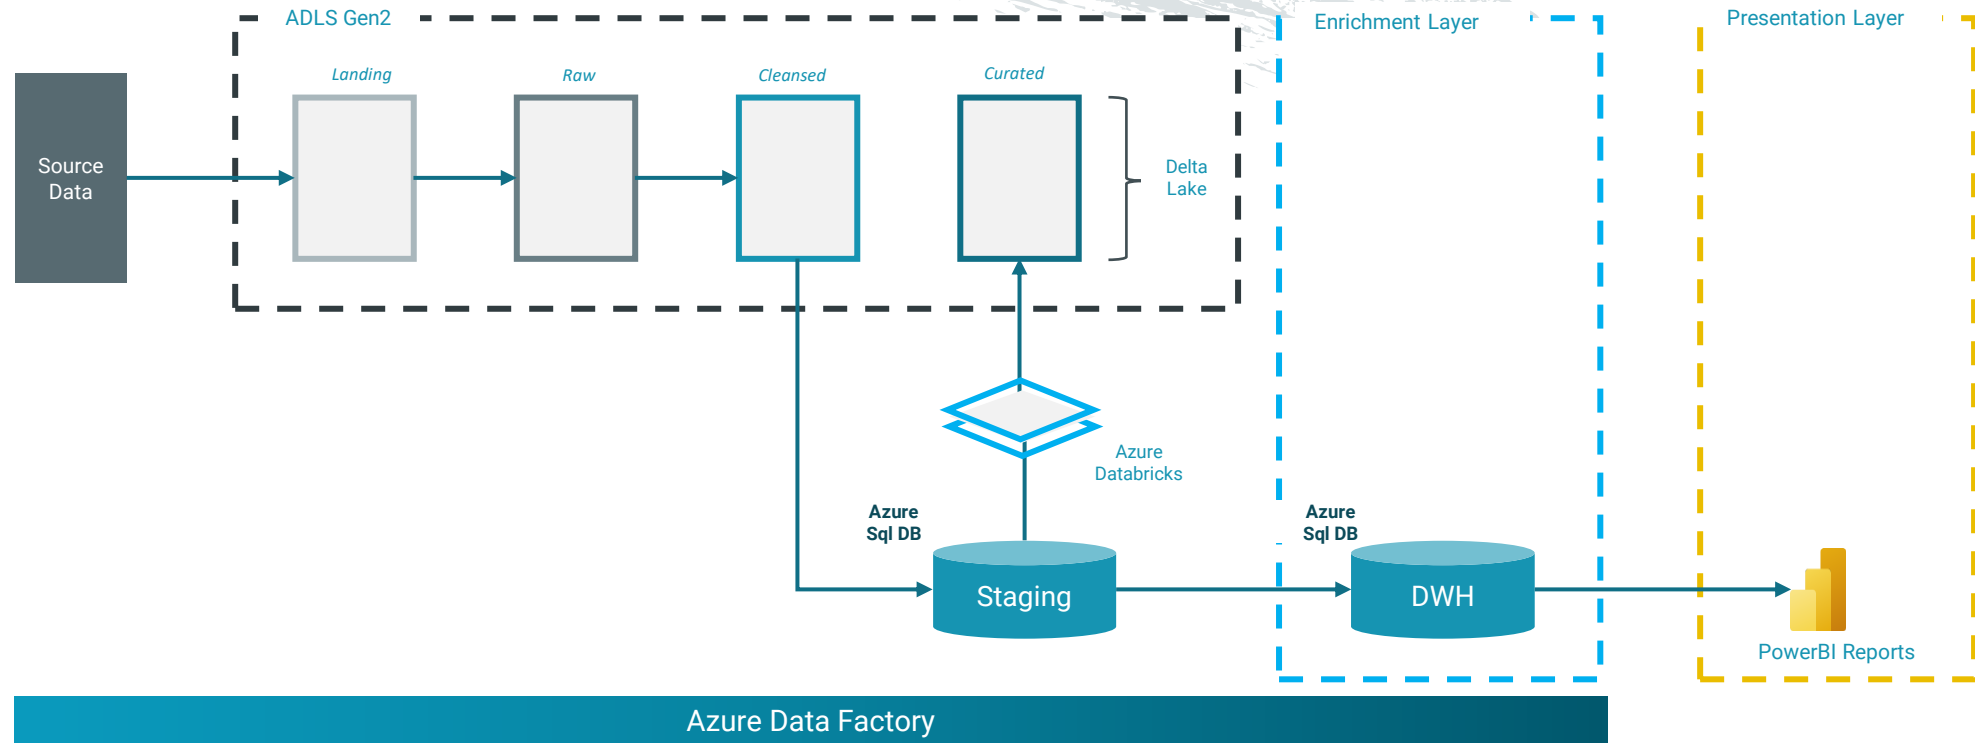 ADLS Gen2
Enrichment Layer
Presentation Layer
Landing
Raw
Cleansed
Curated
Source
Data
Delta
Lake
Azure
Databricks
Azure
Sql DB
Azure
Sql DB
Staging
DWH
PowerBI Reports
Azure Data Factory